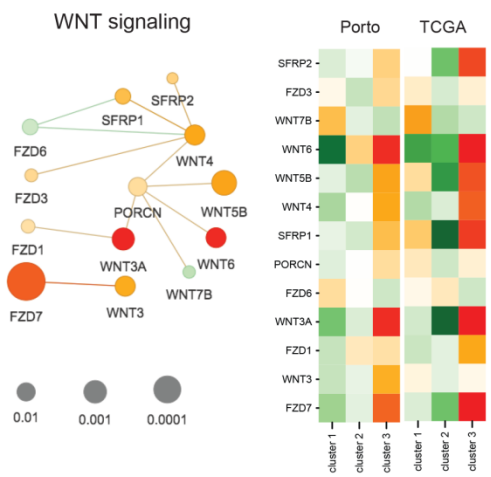 WNT signaling
SFRP2
SFRP1
FZD6
WNT4
FZD3
PORCN
WNT5B
FZD1
WNT3A
WNT6
WNT7B
FZD7
WNT3
0.01
0.001
0.0001
Porto
TCGA
SFRP2
FZD3
WNT7B
WNT6
WNT5B
WNT4
SFRP1
PORCN
FZD6
WNT3A
FZD1
WNT3
FZD7
cluster 1
cluster 2
cluster 3
cluster 1
cluster 2
cluster 3